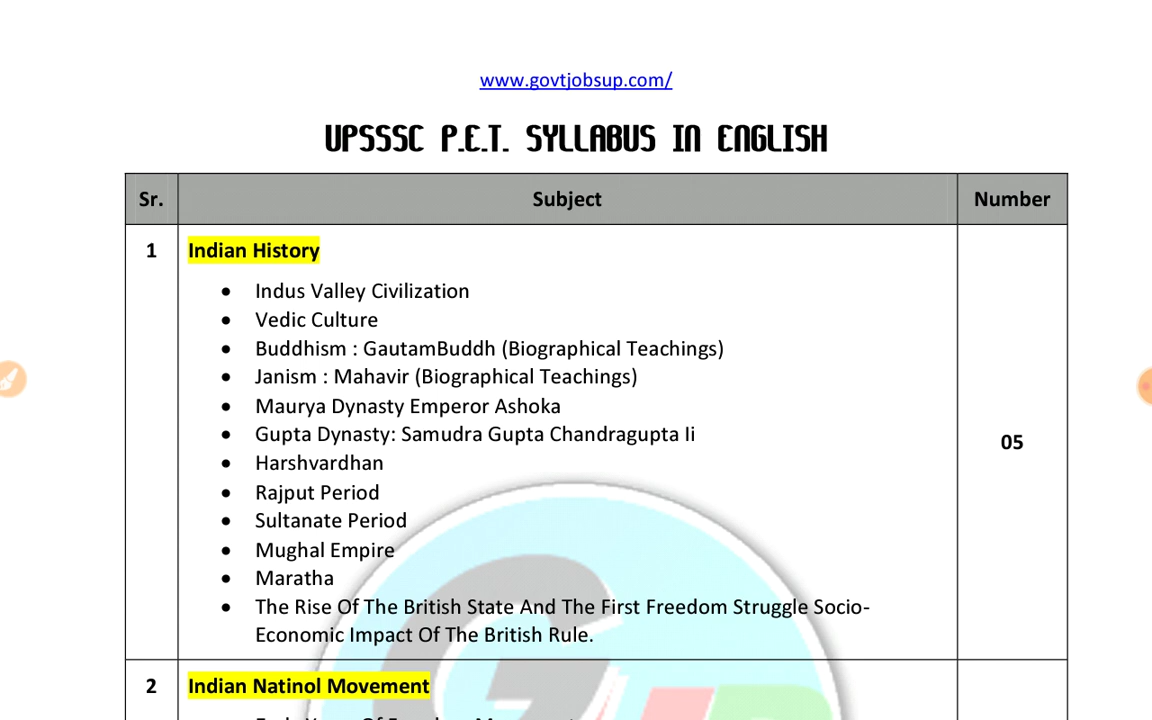 www.govtjobsup.com/
UPSSSC P.E.T. SYLLABUS IN ENGLISH
Sr. Subject Number
1 Indian History
• Indus Valley Civilization
• Vedic Culture
• Buddhism : GautamBuddh (Biographical Teachings)
• Janism : Mahavir (Biographical Teachings)
• Maurya Dynasty Emperor Ashoka
• Gupta Dynasty: Samudra Gupta Chandragupta Ii
05
• Harshvardhan
• Rajput Period
• Sultanate Period
• Mughal Empire
• Maratha
• The Rise Of The British State And The First Freedom Struggle Socio-
Economic Impact Of The British Rule.
2 Indian Natinol Movement